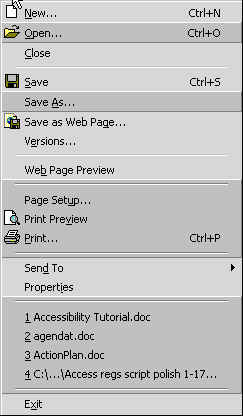 New... Ctrl+N
Open... Ctrl+O
Close
Save Ctrl+S
Save As...
Save as Web Page...
Versions...
Web Page Preview
Page Setup...
Print Preview
Print... Ctrl+P
Send To
Properties
1 Accessibility Tutorial.doc
2 agendat.doc
3 ActionPlan.doc
4 C:\...\Access regs script polish 1-17...
Exit